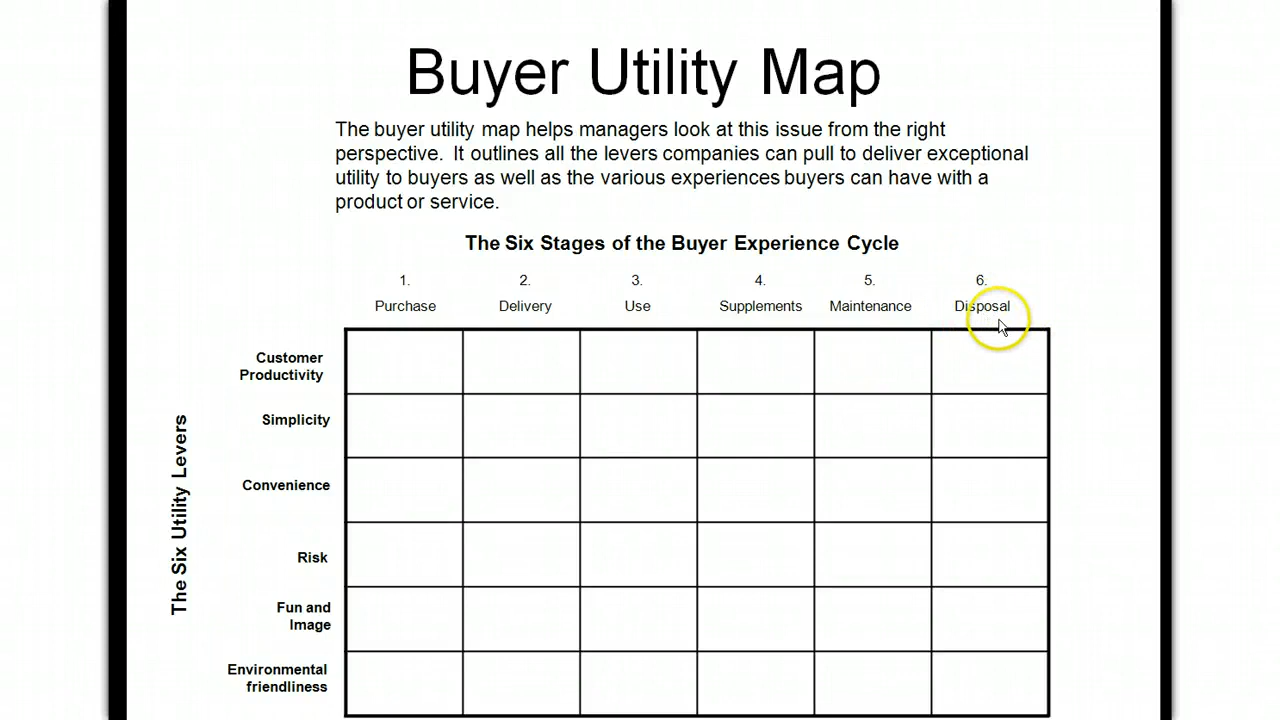 Buyer Utility Map
The buyer utility map helps managers look at this issue from the right
perspective. It outlines all the levers companies can pull to deliver exceptional
utility to buyers as well as the various experiences buyers can have with a
product or service.
The Six Stages of the Buyer Experience Cycle
1. 2. 3. 4. 5. 6.
Purchase Delivery Use Supplements Maintenance Disposal
The Six Utility Levers
Customer
Productivity
Simplicity
Convenience
Risk
Fun and
Image
Environmental
friendliness